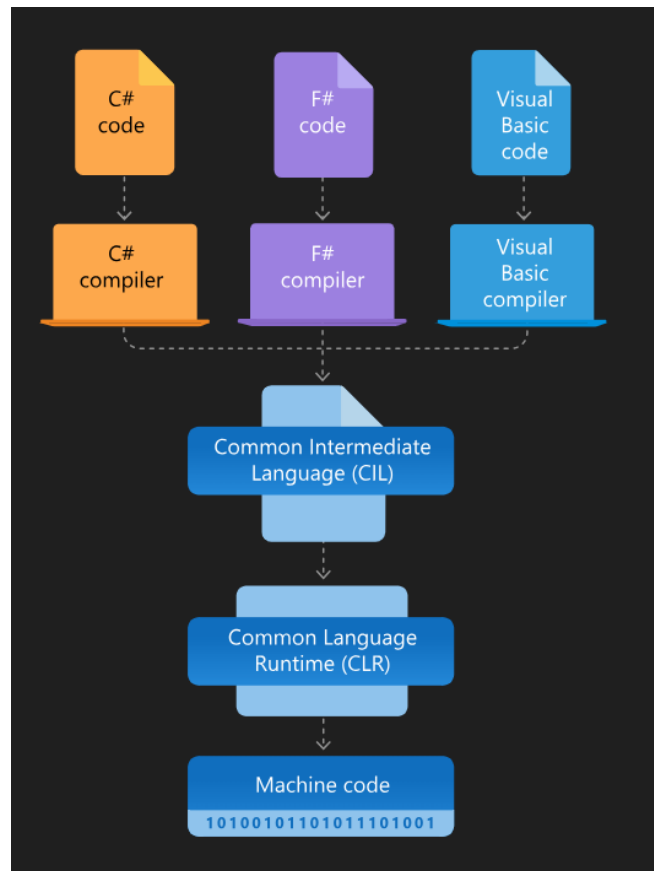 C#
code
F#
code
Visual
Basic
code
C#
compiler
F#
compiler
Visual
Basic
compiler
Common Intermediate
Language (CIL)
Common Language
Runtime (CLR)
Machine code
101001011010111101001